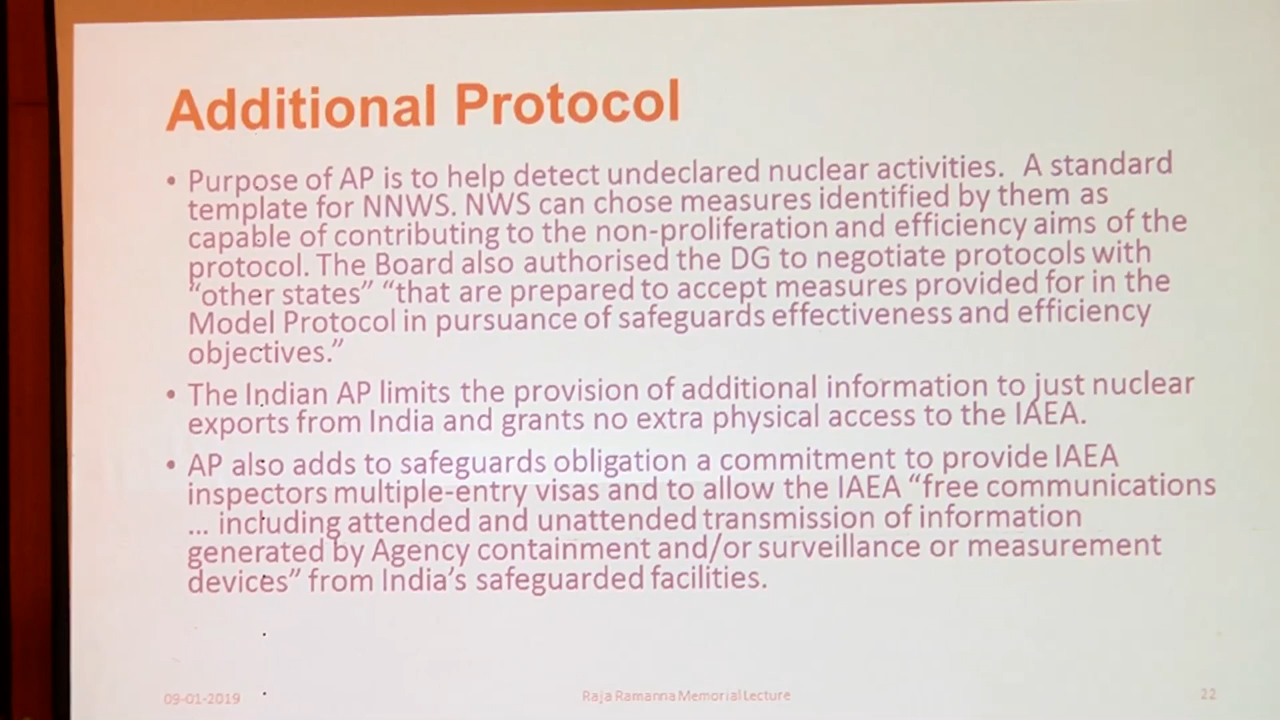 Additional Protocol
• Purpose of AP is to help detect undeclared nuclear activities. A standard
template for NNWS. NWS can chose measures identified by them as
capable of contributing to the non-proliferation and efficiency aims of the
protocol. The Board also authorised the DG to negotiate protocols with
“other states” “that are prepared to accept measures provided for in the
Model Protocol in pursuance of safeguards effectiveness and efficiency
objectives.”
• The Indian AP limits the provision of additional information to just nuclear
exports from India and grants no extra physical access to the IAEA.
• AP also adds to safeguards obligation a commitment to provide IAEA
inspectors multiple-entry visas and to allow the IAEA “free communications
... including attended and unattended transmission of information
generated by Agency containment and/or surveillance or measurement
devices” from India’s safeguarded facilities.
09-01-2019
Raja Ramanna Memorial Lecture
22